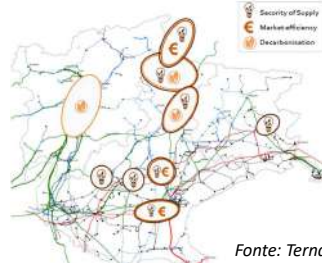 Security of Supply
Market efficiency
Decarbonisation
Fonte: Terna